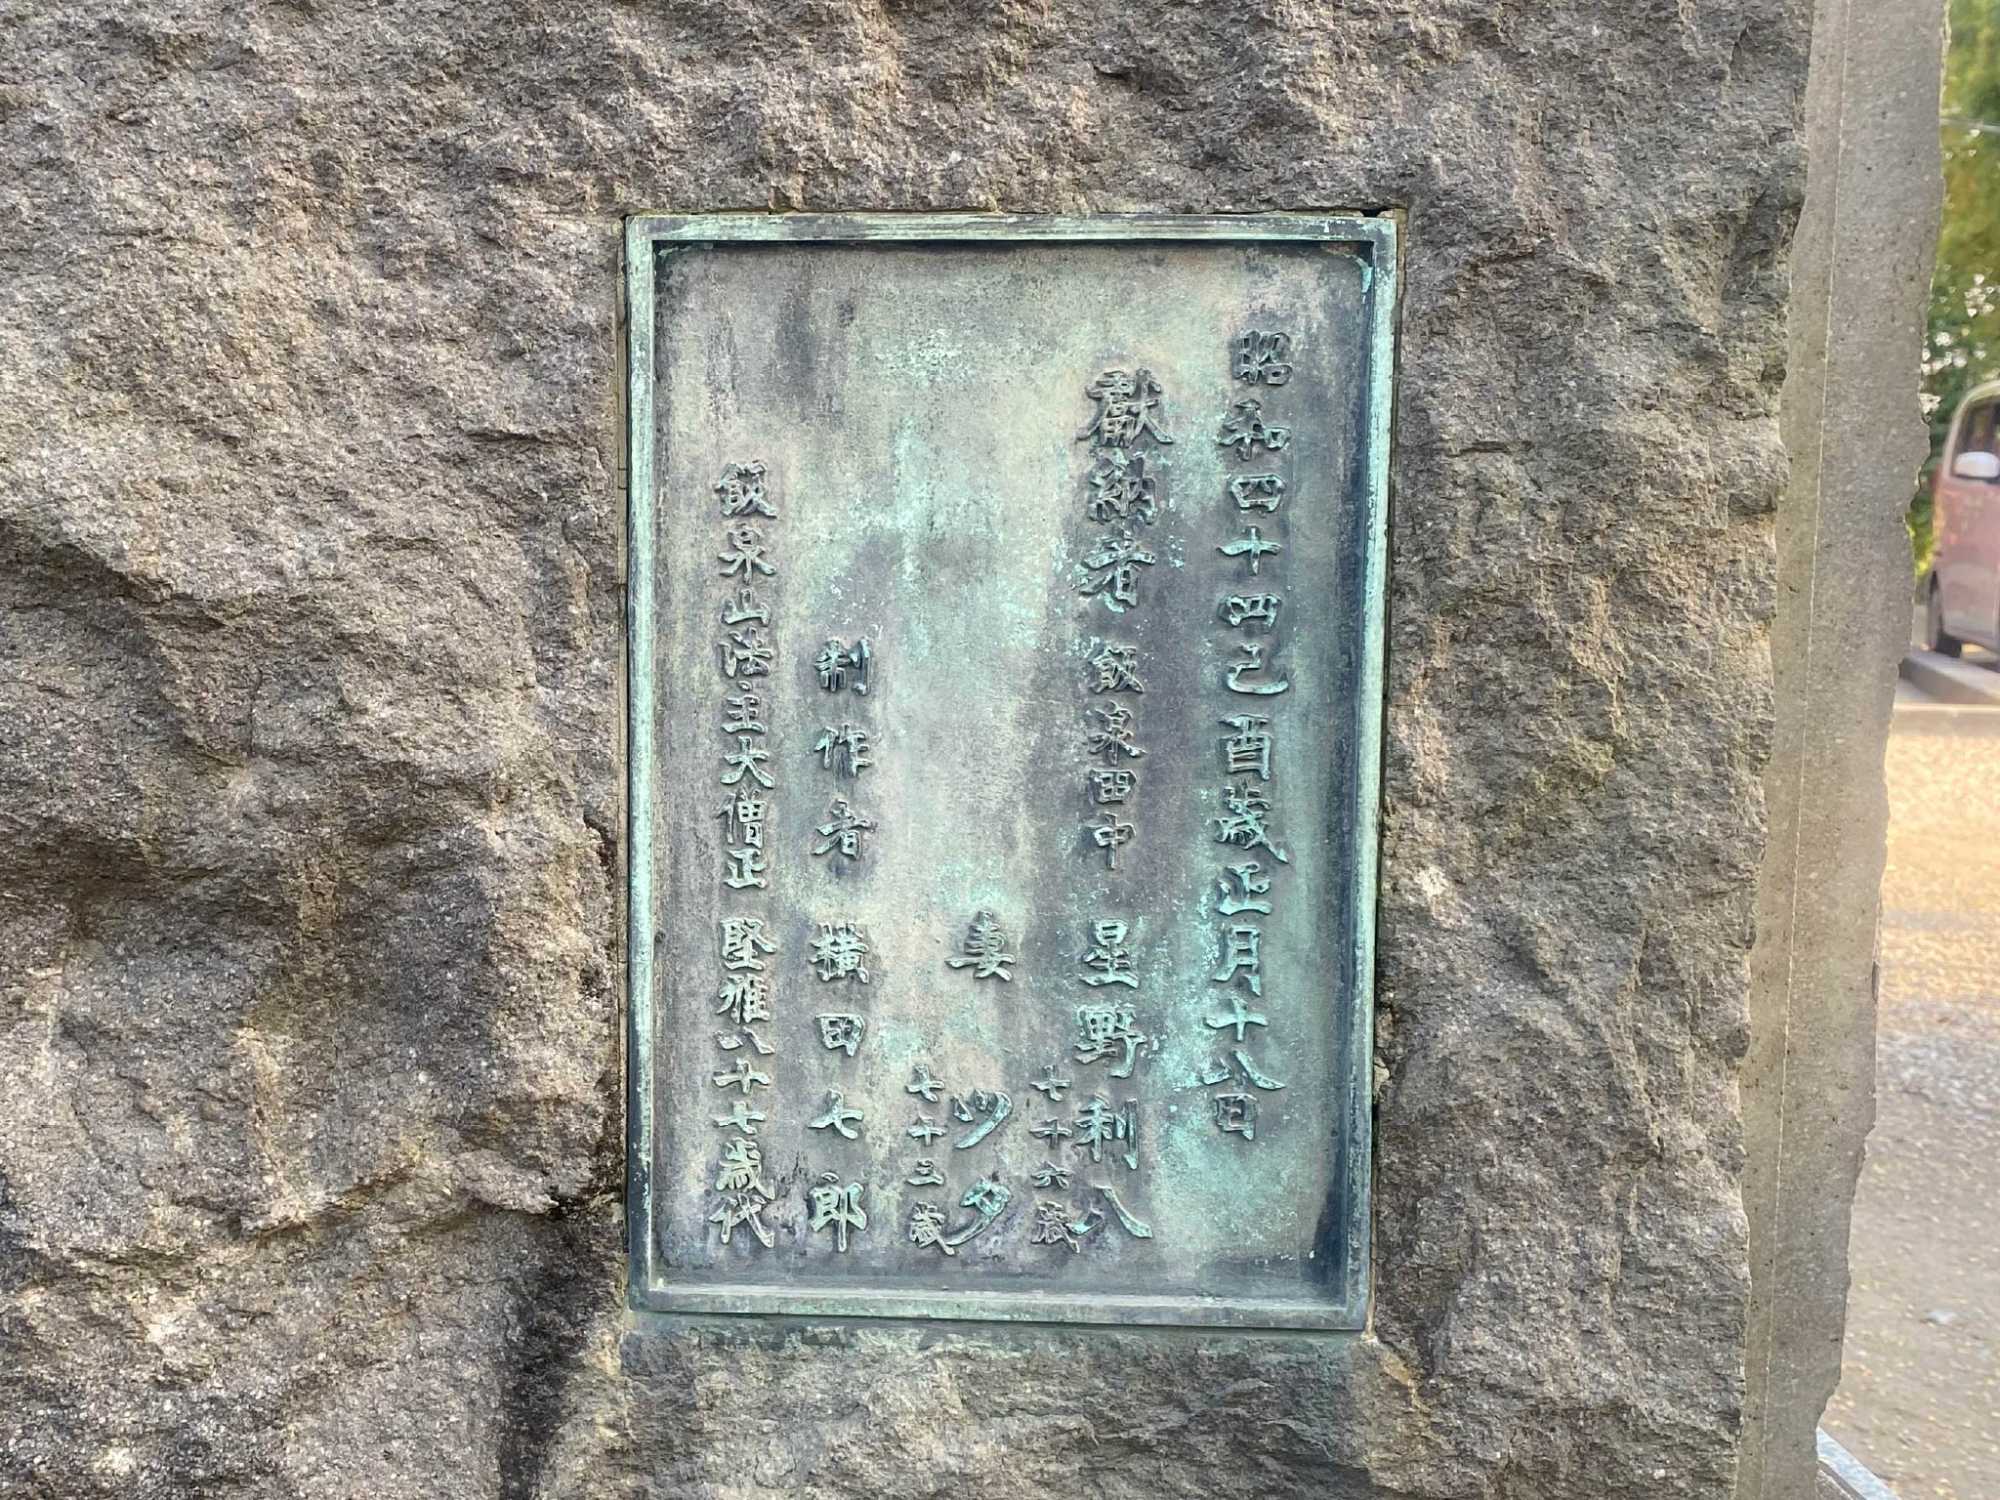 昭和四十四己酉歳正月十八日
献納者 飯泉田中 星野利八
七十六歳
妻 ツタ
七十三歳
制作者 横田七郎
飯泉山法主大僧正 堅雅八十七歳代